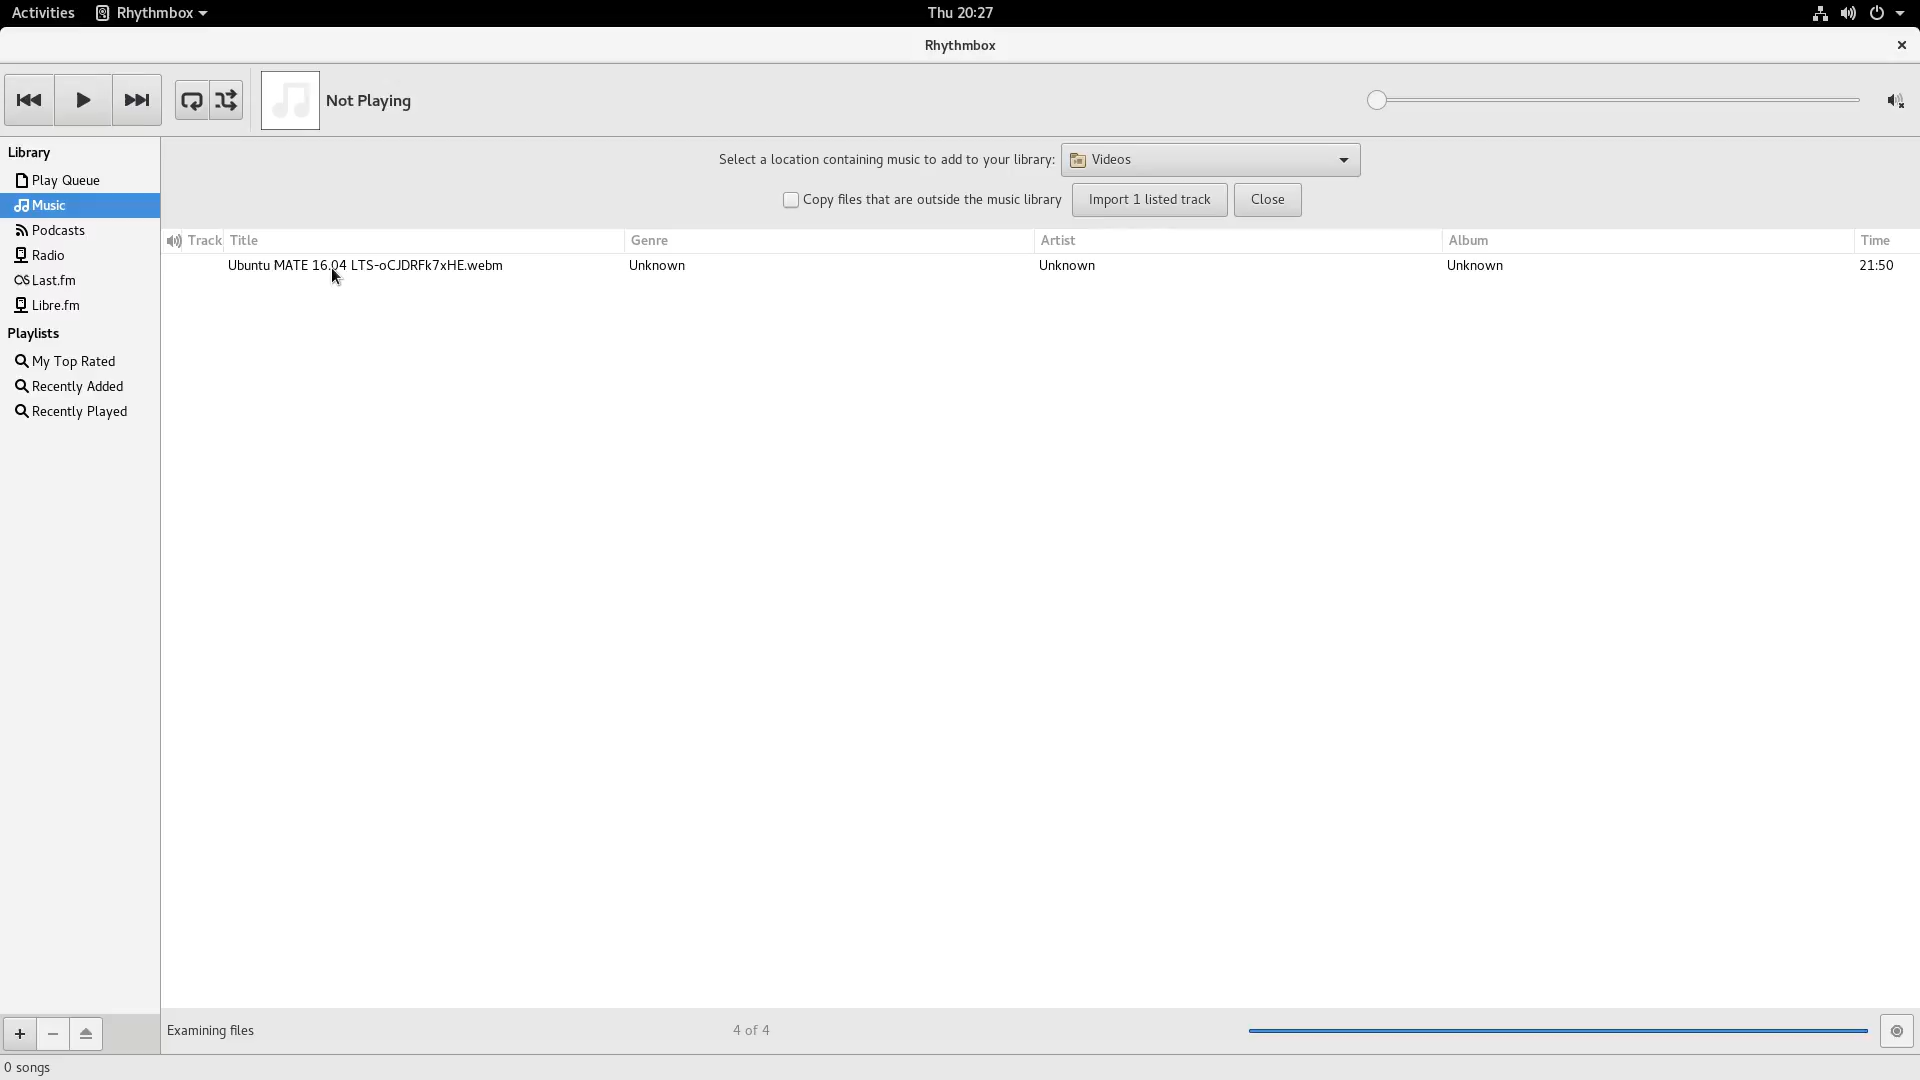 Activities Rhythmbox Thu 20:27
Rhythmbox
Not Playing
Library
Play Queue
Music
Podcasts
Radio
Last.fm
Libre.fm
Playlists
My Top Rated
Recently Added
Recently Played
Select a location containing music to add to your library: Videos
Copy files that are outside the music library Import 1 listed track Close
Track Title Genre Artist Album Time
Ubuntu MATE 16.04 LTS-oCJDRFk7xHE.webm Unknown Unknown Unknown 21:50
Examining files 4 of 4
0 songs